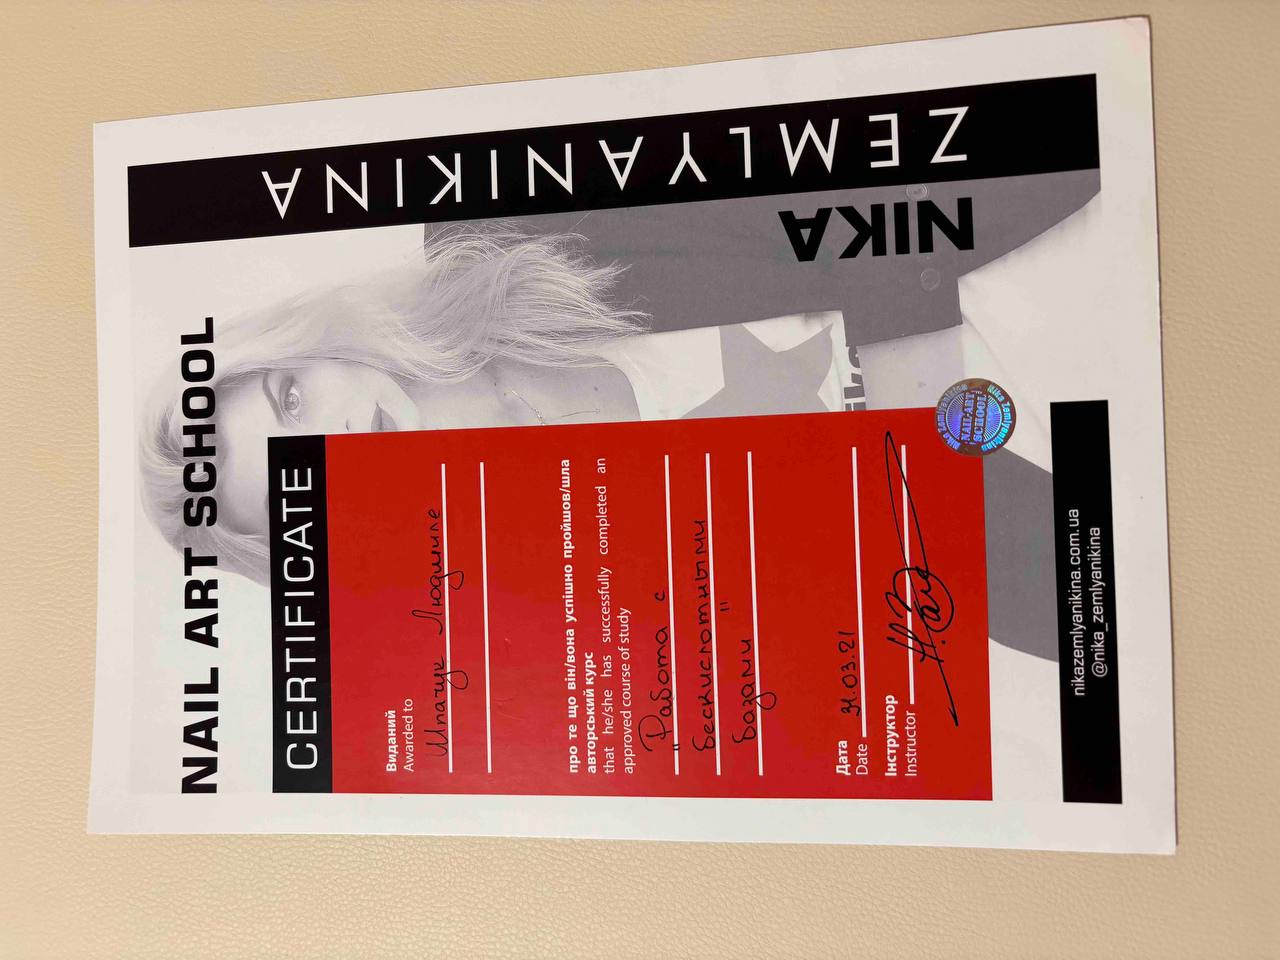 NAIL ART SCHOOL
CERTIFICATE
Виданий
Awarded to
Шпачук Людмиле
про те що він/вона успішно пройшов/шла
авторський курс
that he/she has successfully completed an
approved course of study
„Работа с
бескислотными
базами"
Дата
Date 31.03.21
Інструктор
Instructor
Nika Zemlyanikina
NAIL-ART
SCHOOL
Nika Zemlyanikina
nikazemlyanikina.com.ua
@nika_zemlyanikina
NIKA
ZEMLYANIKINA